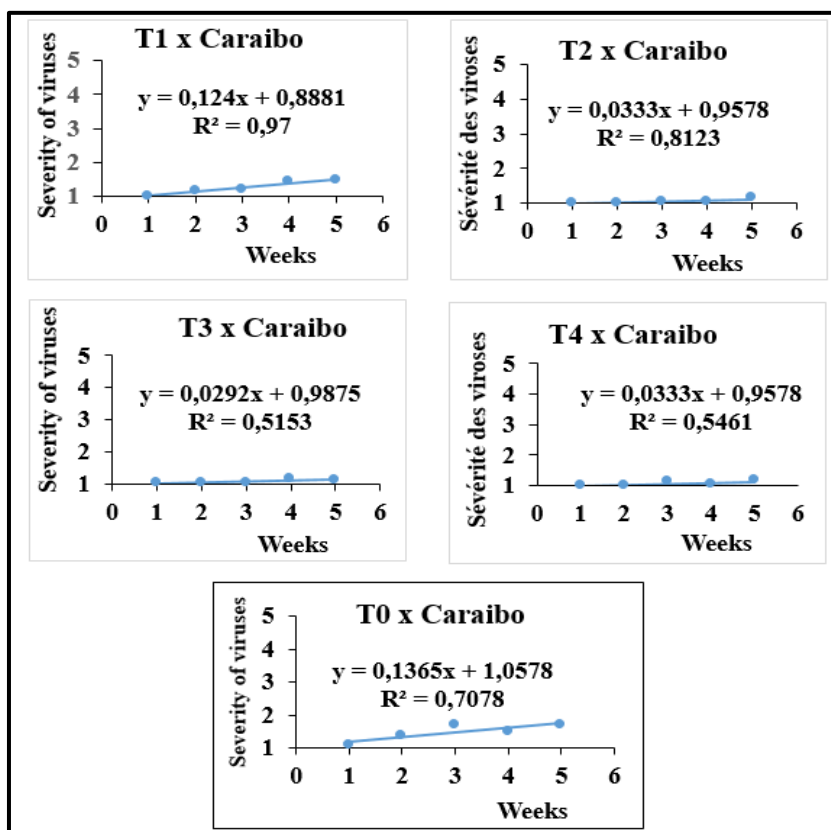 T1 x Caraibo
Severity of viruses
5
4
3
2
1
y = 0,124x + 0,8881
R² = 0,97
0 1 2 3 4 5 6
Weeks
T2 x Caraibo
Sévérité des viroses
5
4
3
2
1
y = 0,0333x + 0,9578
R² = 0,8123
0 1 2 3 4 5 6
Weeks
T3 x Caraibo
Severity of viruses
5
4
3
2
1
y = 0,0292x + 0,9875
R² = 0,5153
0 1 2 3 4 5 6
Weeks
T4 x Caraibo
Sévérité des viroses
5
4
3
2
1
y = 0,0333x + 0,9578
R² = 0,5461
0 1 2 3 4 5 6
Weeks
T0 x Caraibo
Severity of viruses
5
4
3
2
1
y = 0,1365x + 1,0578
R² = 0,7078
0 1 2 3 4 5 6
Weeks